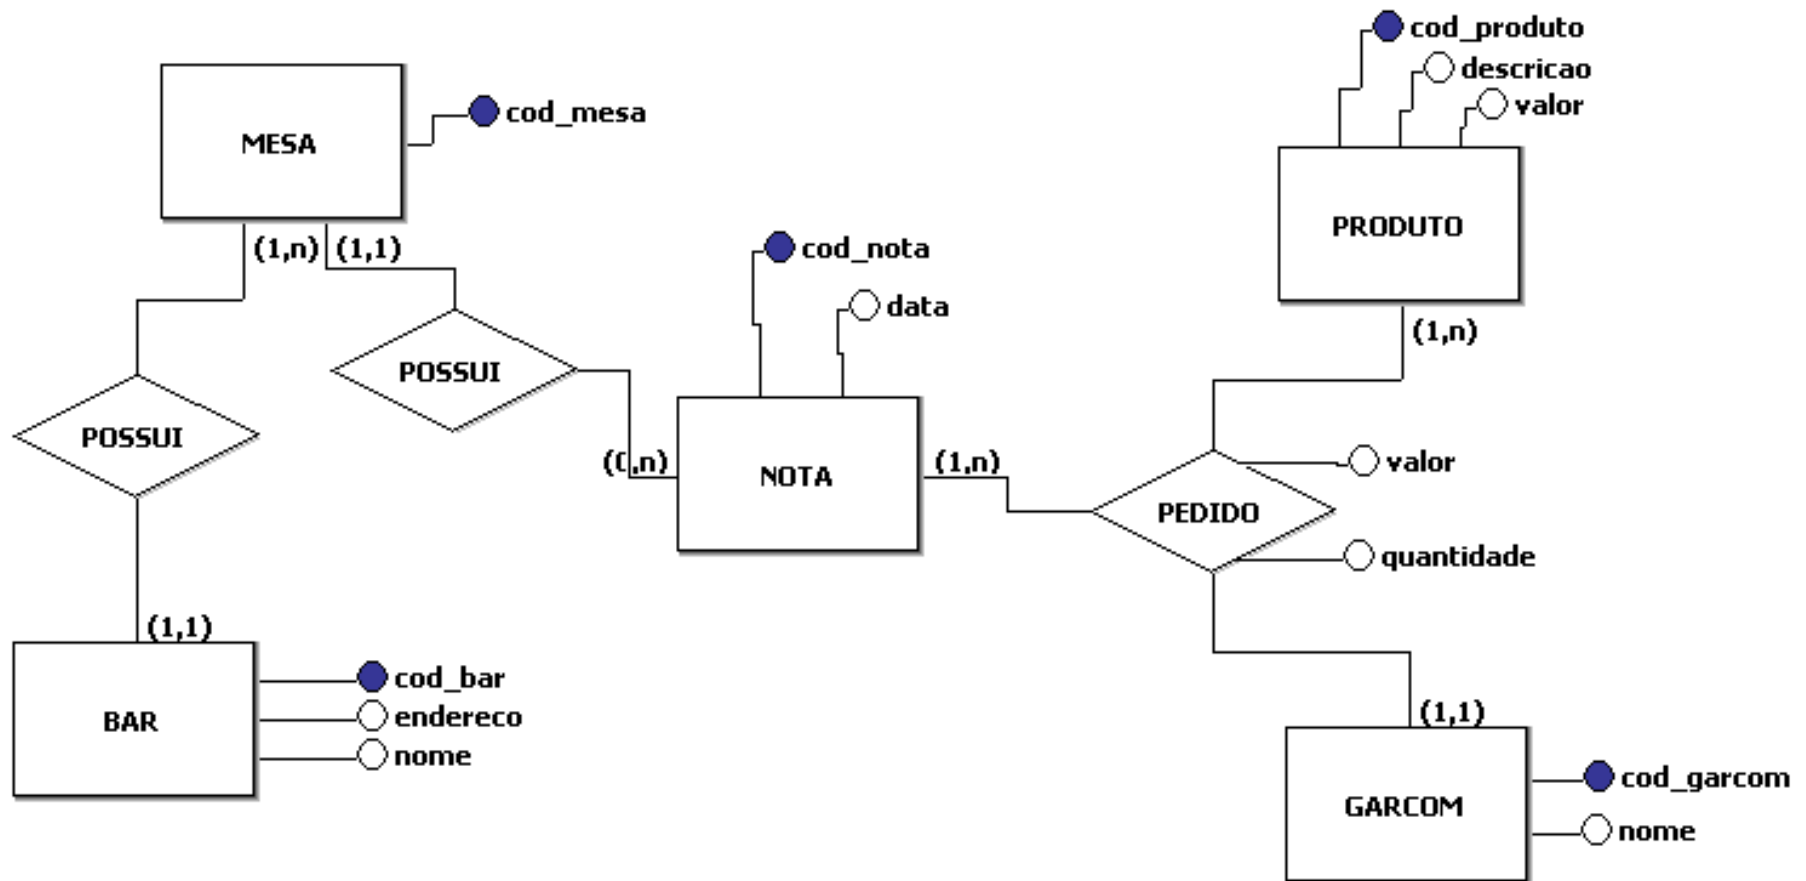 cod_produto
descricao
valor
MESA
cod_mesa
PRODUTO
(1,n) (1,1)
cod_nota
data
(1,n)
POSSUI
POSSUI
(0,n)
NOTA
(1,n)
valor
PEDIDO
quantidade
(1,1)
BAR
cod_bar
endereco
nome
(1,1)
GARCOM
cod_garcom
nome